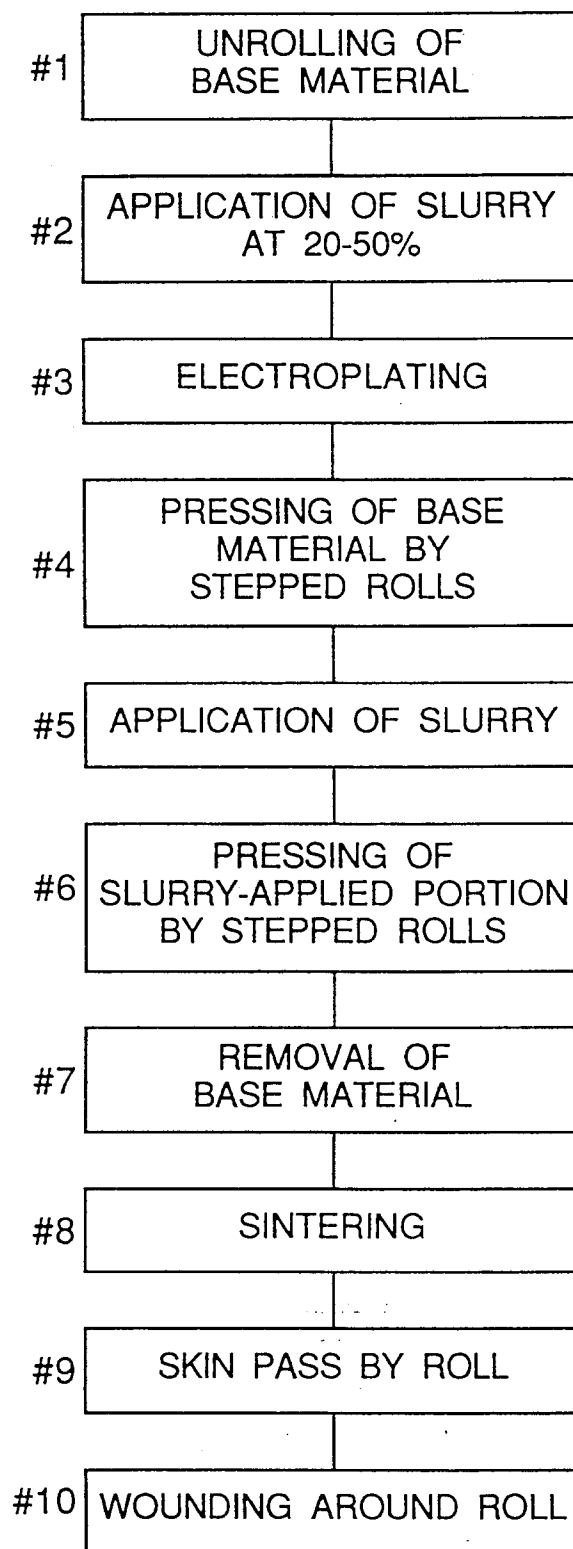 #1 UNROLLING OF
BASE MATERIAL
#2 APPLICATION OF SLURRY
AT 20-50%
#3 ELECTROPLATING
#4 PRESSING OF BASE
MATERIAL BY
STEPPED ROLLS
#5 APPLICATION OF SLURRY
#6 PRESSING OF
SLURRY-APPLIED PORTION
BY STEPPED ROLLS
#7 REMOVAL OF
BASE MATERIAL
#8 SINTERING
#9 SKIN PASS BY ROLL
#10 WOUNDING AROUND ROLL